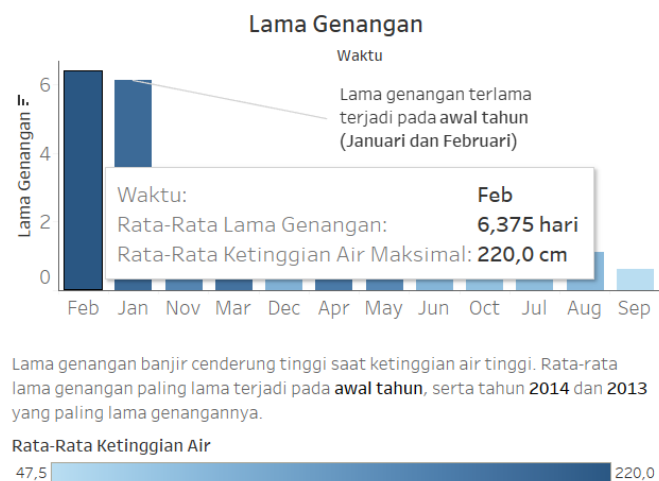 Lama Genangan
Waktu
Lama genangan terlama
terjadi pada awal tahun
(Januari dan Februari)
Lama Genangan
6
4
2
0
Waktu: Feb
Rata-Rata Lama Genangan: 6,375 hari
Rata-Rata Ketinggian Air Maksimal: 220,0 cm
Feb Jan Nov Mar Dec Apr May Jun Oct Jul Aug Sep
Lama genangan banjir cenderung tinggi saat ketinggian air tinggi. Rata-rata
lama genangan paling lama terjadi pada awal tahun, serta tahun 2014 dan 2013
yang paling lama genangannya.
Rata-Rata Ketinggian Air
47,5 220,0